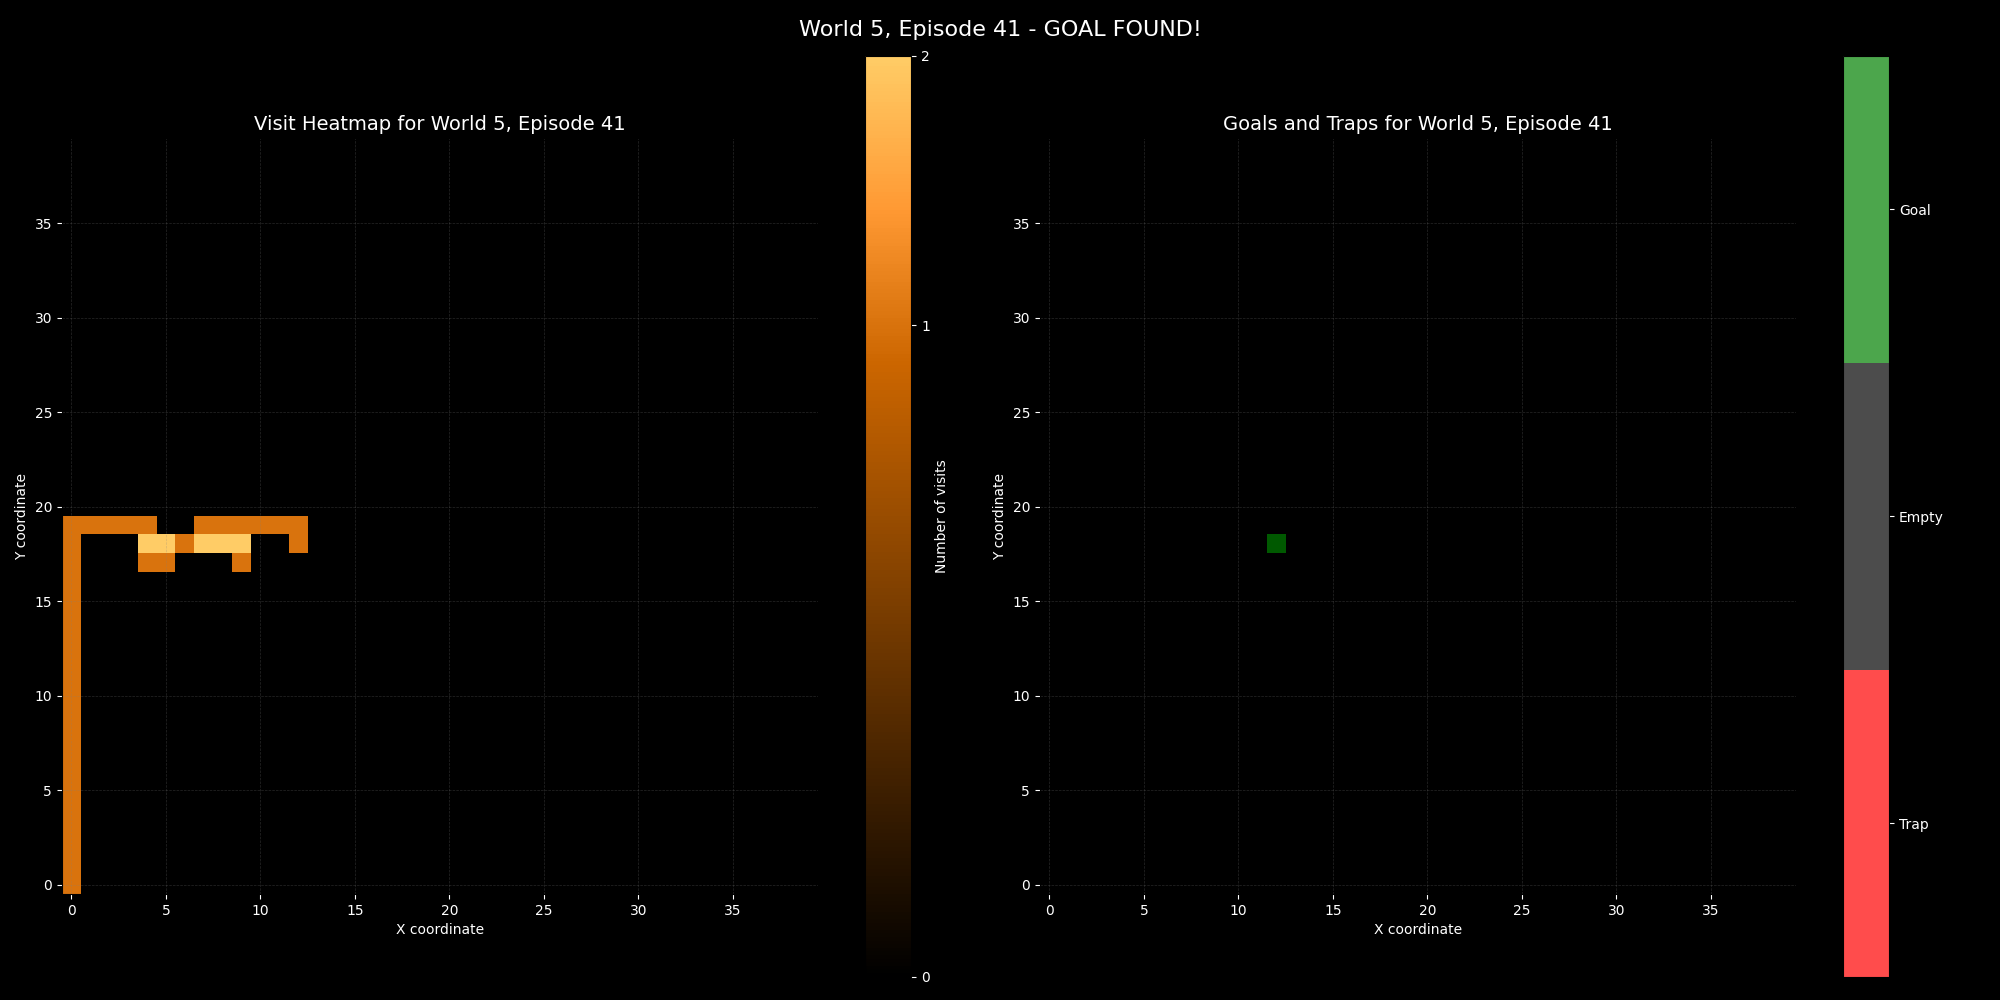 World 5, Episode 41 - GOAL FOUND!
Visit Heatmap for World 5, Episode 41
35
30
25
20
15
10
5
0
Y coordinate
0 5 10 15 20 25 30 35
X coordinate
2
1
0
Number of visits
Goals and Traps for World 5, Episode 41
35
30
25
20
15
10
5
0
Y coordinate
0 5 10 15 20 25 30 35
X coordinate
Goal
Empty
Trap